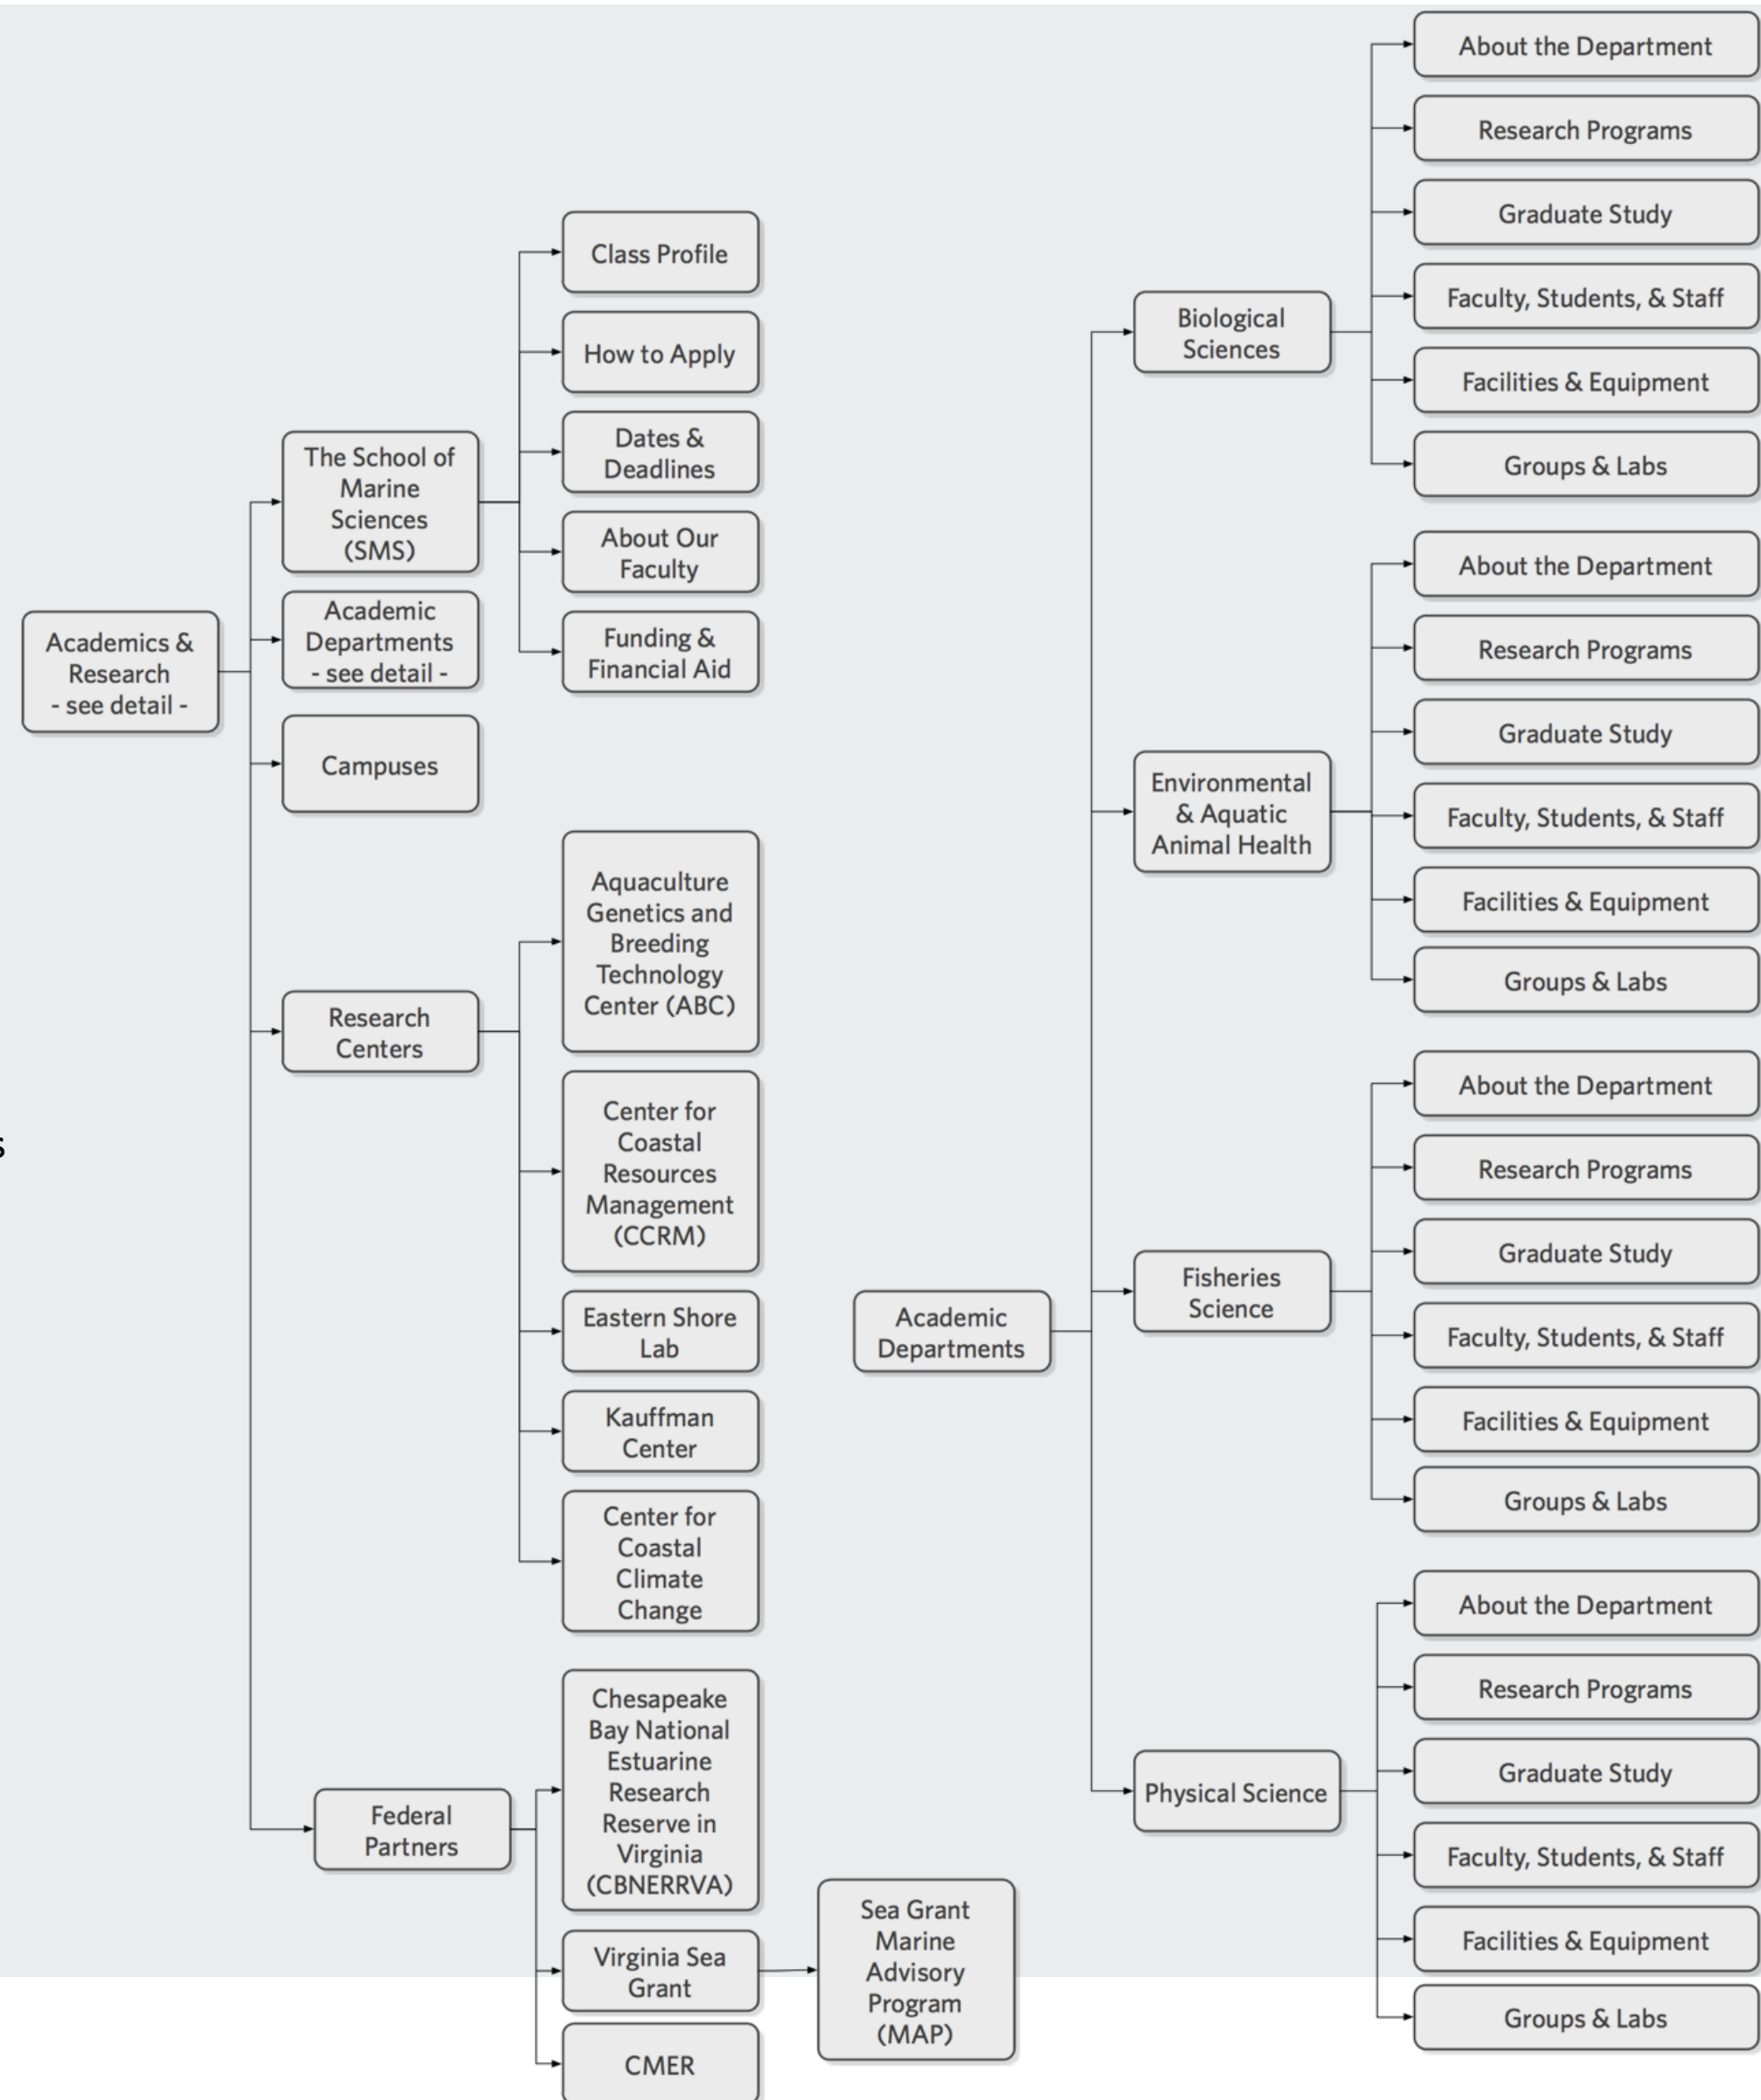 Academics &
Research
- see detail -
The School of
Marine
Sciences
(SMS)
Class Profile
How to Apply
Dates &
Deadlines
About Our
Faculty
Funding &
Financial Aid
Academic
Departments
- see detail -
Campuses
Research
Centers
Aquaculture
Genetics and
Breeding
Technology
Center (ABC)
Center for
Coastal
Resources
Management
(CCRM)
Eastern Shore
Lab
Kauffman
Center
Center for
Coastal
Climate
Change
Federal
Partners
Chesapeake
Bay National
Estuarine
Research
Reserve in
Virginia
(CBNERRVA)
Virginia Sea
Grant
Sea Grant
Marine
Advisory
Program
(MAP)
CMER
Academic
Departments
Biological
Sciences
About the Department
Research Programs
Graduate Study
Faculty, Students, & Staff
Facilities & Equipment
Groups & Labs
Environmental
& Aquatic
Animal Health
About the Department
Research Programs
Graduate Study
Faculty, Students, & Staff
Facilities & Equipment
Groups & Labs
Fisheries
Science
About the Department
Research Programs
Graduate Study
Faculty, Students, & Staff
Facilities & Equipment
Groups & Labs
Physical Science
About the Department
Research Programs
Graduate Study
Faculty, Students, & Staff
Facilities & Equipment
Groups & Labs